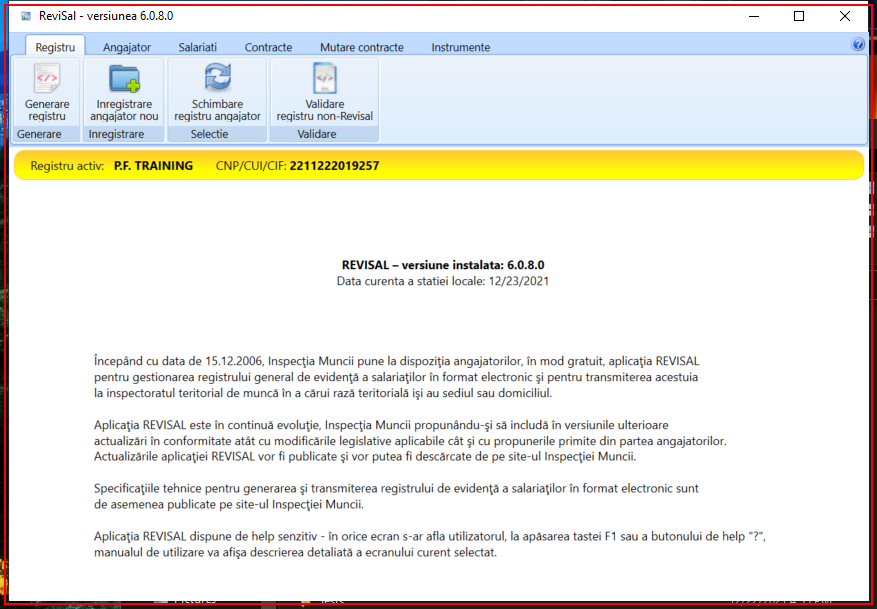 ReviSal - versiunea 6.0.8.0
Registru Angajator Salariati Contracte Mutare contracte Instrumente
Generare registru
Inregistrare angajator nou
Schimbare registru angajator
Validare registru non-Revisal
Generare Inregistrare Selectie Validare
Registru activ: P.F. TRAINING CNP/CUI/CIF: 2211222019257
REVISAL – versiune instalata: 6.0.8.0
Data curenta a statiei locale: 12/23/2021
Începând cu data de 15.12.2006, Inspecţia Muncii pune la dispoziţia angajatorilor, în mod gratuit, aplicaţia REVISAL
pentru gestionarea registrului general de evidenţă a salariaţilor în format electronic şi pentru transmiterea acestuia
la inspectoratul teritorial de muncă în a cărui rază teritorială işi au sediul sau domiciliul.
Aplicaţia REVISAL este în continuă evoluţie, Inspecţia Muncii propunându-şi să includă în versiunile ulterioare
actualizări în conformitate atât cu modificările legislative aplicabile cât şi cu propunerile primite din partea angajatorilor.
Actualizările aplicaţiei REVISAL vor fi publicate şi vor putea fi descărcate de pe site-ul Inspecţiei Muncii.
Specificaţiile tehnice pentru generarea şi transmiterea registrului de evidenţă a salariaţilor în format electronic sunt
de asemenea publicate pe site-ul Inspecţiei Muncii.
Aplicaţia REVISAL dispune de help senzitiv - în orice ecran s-ar afla utilizatorul, la apăsarea tastei F1 sau a butonului de help "?",
manualul de utilizare va afişa descrierea detaliată a ecranului curent selectat.